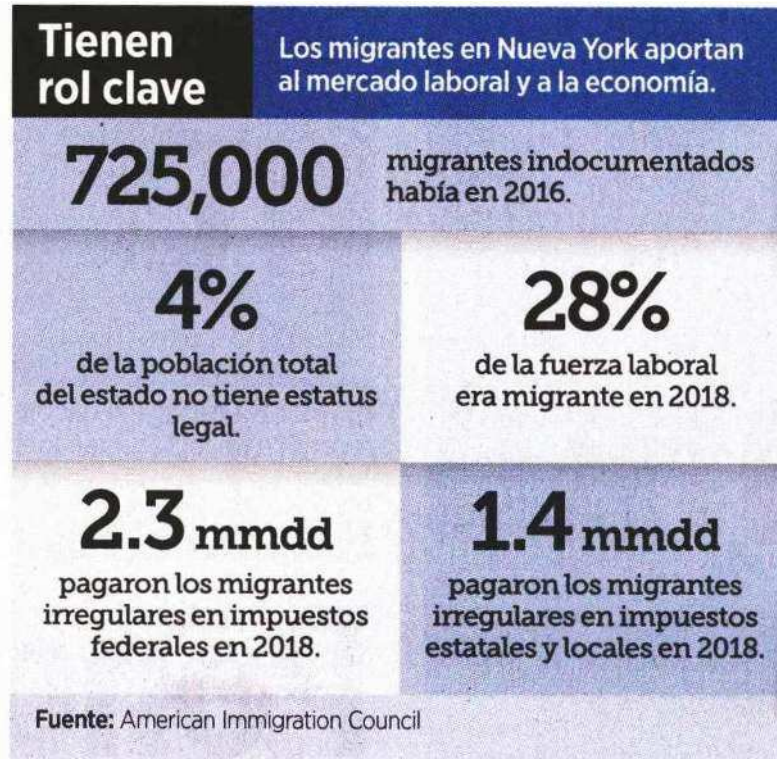 Tienen
rol clave
Los migrantes en Nueva York aportan
al mercado laboral y a la economía.
725,000
migrantes indocumentados
había en 2016.
4%
de la población total
del estado no tiene estatus
legal.
28%
de la fuerza laboral
era migrante en 2018.
2.3 mmdd
pagaron los migrantes
irregulares en impuestos
federales en 2018.
1.4 mmdd
pagaron los migrantes
irregulares en impuestos
estatales y locales en 2018.
Fuente: American Immigration Council